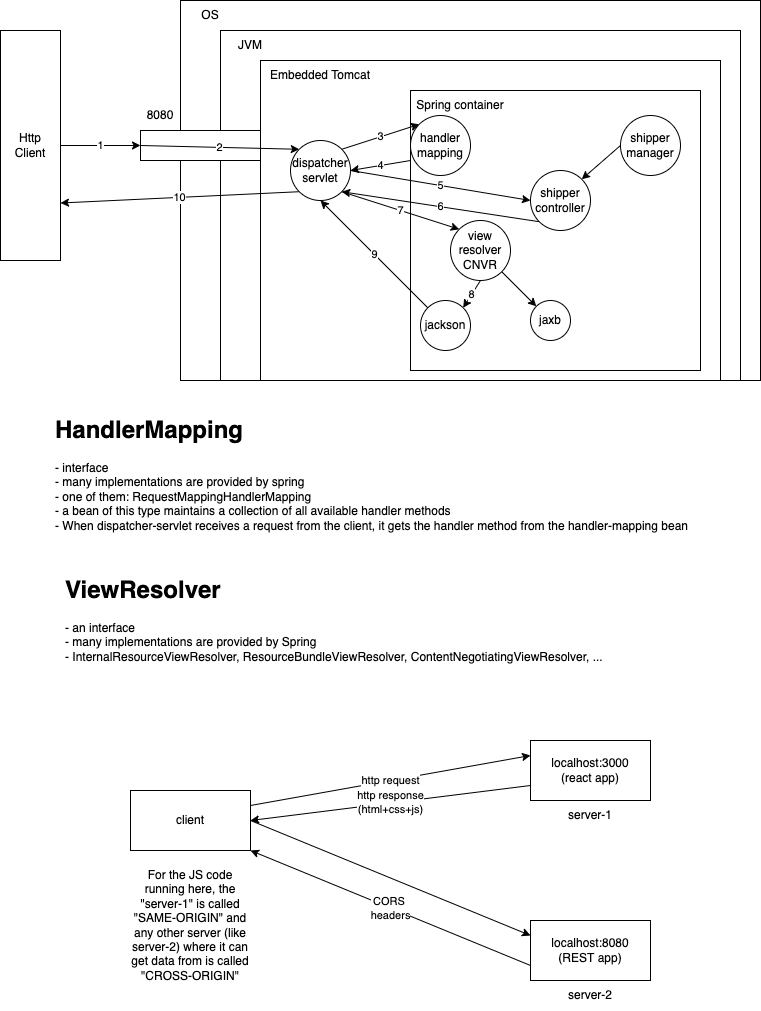 OS
JVM
Embedded Tomcat
8080
Spring container
Http
Client
1
2
3
4
5
6
7
8
9
10
dispatcher
servlet
handler
mapping
shipper
manager
shipper
controller
view
resolver
CNVR
jackson
jaxb
HandlerMapping
- interface
- many implementations are provided by spring
- one of them: RequestMappingHandlerMapping
- a bean of this type maintains a collection of all available handler methods
- When dispatcher-servlet receives a request from the client, it gets the handler method from the handler-mapping bean
ViewResolver
- an interface
- many implementations are provided by Spring
- InternalResourceViewResolver, ResourceBundleViewResolver, ContentNegotiatingViewResolver, ...
localhost:3000
(react app)
server-1
http request
http response
(html+css+js)
client
For the JS code
running here, the
"server-1" is called
"SAME-ORIGIN" and
any other server (like
server-2) where it can
get data from is called
"CROSS-ORIGIN"
CORS
headers
localhost:8080
(REST app)
server-2